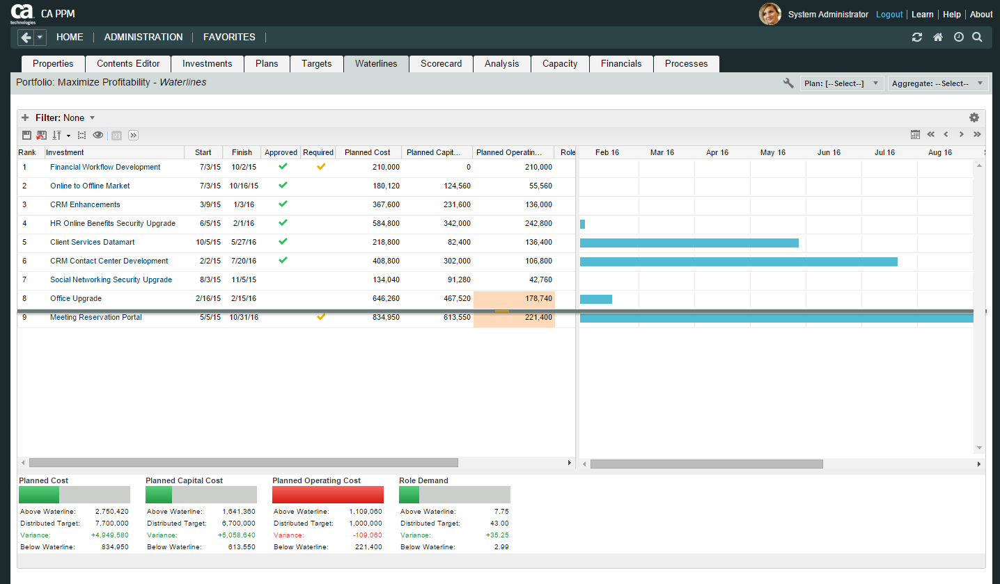 ca technologies CA PPM System Administrator Logout Learn Help About
HOME ADMINISTRATION FAVORITES
Properties Contents Editor Investments Plans Targets Waterlines Scorecard Analysis Capacity Financials Processes
Portfolio: Maximize Profitability - Waterlines Plan: [--Select--] Aggregate: --Select--
Filter: None
123
Rank Investment Start Finish Approved Required Planned Cost Planned Capit... Planned Operatin... Role Feb 16 Mar 16 Apr 16 May 16 Jun 16 Jul 16 Aug 16
1 Financial Workflow Development 7/3/15 10/2/15 210,000 0 210,000
2 Online to Offline Market 7/3/15 10/16/15 180,120 124,560 55,560
3 CRM Enhancements 3/9/15 1/3/16 367,600 231,600 136,000
4 HR Online Benefits Security Upgrade 6/5/15 2/1/16 584,800 342,000 242,800
5 Client Services Datamart 10/5/15 5/27/16 218,800 82,400 136,400
6 CRM Contact Center Development 2/2/15 7/20/16 408,800 302,000 106,800
7 Social Networking Security Upgrade 8/3/15 11/5/15 134,040 91,280 42,760
8 Office Upgrade 2/16/15 2/15/16 646,260 467,520 178,740
9 Meeting Reservation Portal 5/5/15 10/31/16 834,950 613,550 221,400
Planned Cost Planned Capital Cost Planned Operating Cost Role Demand
Above Waterline: 2,750,420 Above Waterline: 1,641,360 Above Waterline: 1,109,060 Above Waterline: 7.75
Distributed Target: 7,700,000 Distributed Target: 6,700,000 Distributed Target: 1,000,000 Distributed Target: 43.00
Variance: +4,949,580 Variance: +5,058,640 Variance: -109,060 Variance: +35.25
Below Waterline: 834,950 Below Waterline: 613,550 Below Waterline: 221,400 Below Waterline: 2.99